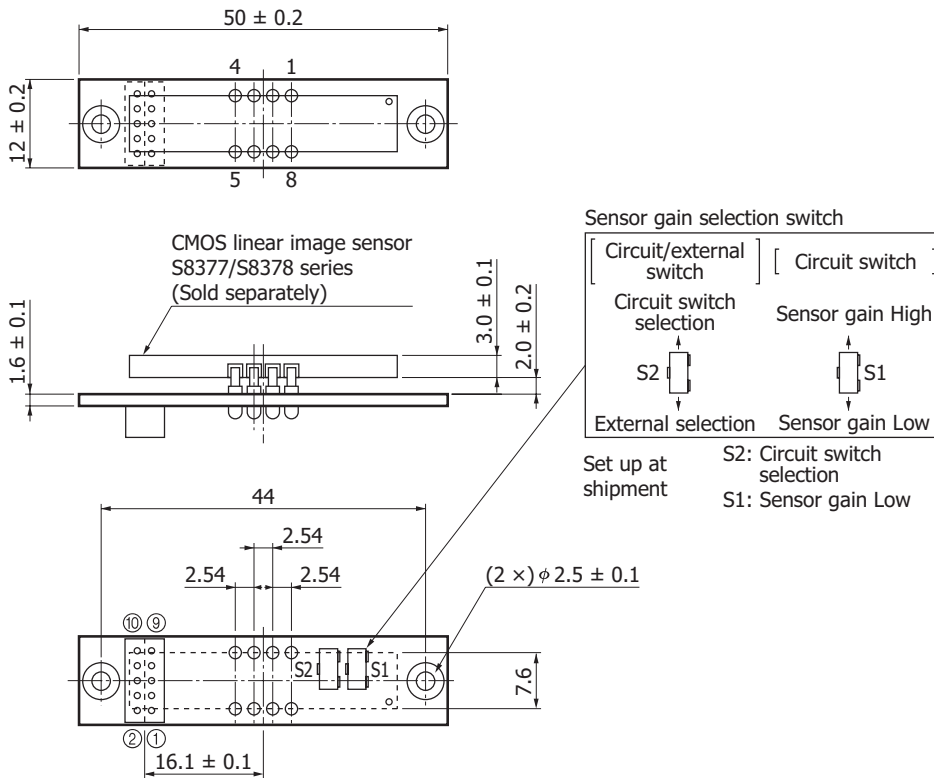 50 ± 0.2
4 1
12 ± 0.2
5 8
CMOS linear image sensor
S8377/S8378 series
(Sold separately)
1.6 ± 0.1
3.0 ± 0.1
2.0 ± 0.2
Sensor gain selection switch
[Circuit/external
switch]
[Circuit switch]
Circuit switch
selection
Sensor gain High
S2
S1
External selection
Sensor gain Low
Set up at
shipment
S2: Circuit switch
selection
S1: Sensor gain Low
44
2.54
2.54 2.54
(2 ×) ϕ 2.5 ± 0.1
⑩ ⑨
S2 S1
7.6
② ①
16.1 ± 0.1